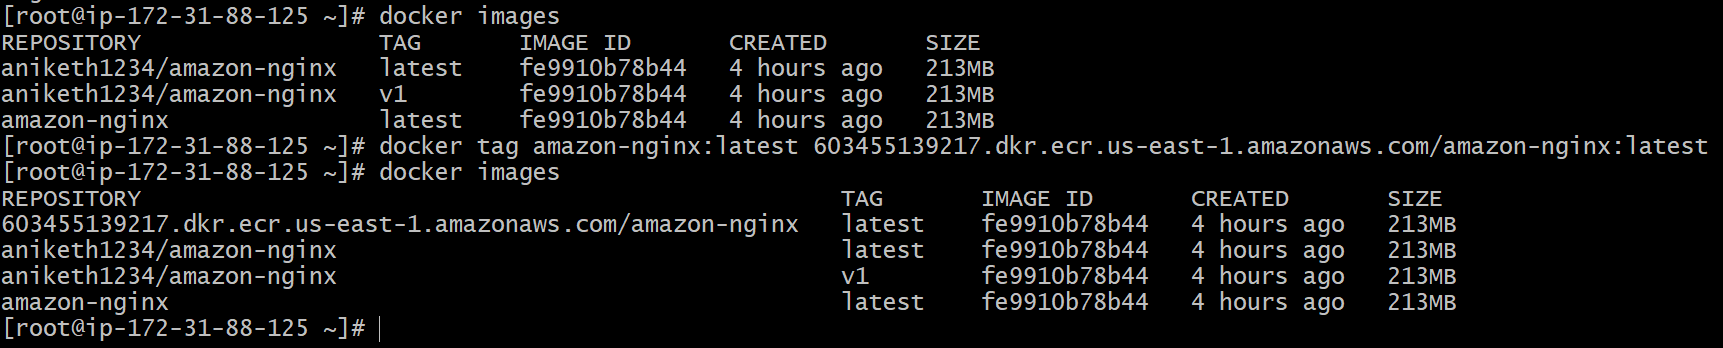 [root@ip-172-31-88-125 ~]# docker images
REPOSITORY TAG IMAGE ID CREATED SIZE
aniketh1234/amazon-nginx latest fe9910b78b44 4 hours ago 213MB
aniketh1234/amazon-nginx v1 fe9910b78b44 4 hours ago 213MB
amazon-nginx latest fe9910b78b44 4 hours ago 213MB
[root@ip-172-31-88-125 ~]# docker tag amazon-nginx:latest 603455139217.dkr.ecr.us-east-1.amazonaws.com/amazon-nginx:latest
[root@ip-172-31-88-125 ~]# docker images
REPOSITORY TAG IMAGE ID CREATED SIZE
603455139217.dkr.ecr.us-east-1.amazonaws.com/amazon-nginx latest fe9910b78b44 4 hours ago 213MB
aniketh1234/amazon-nginx latest fe9910b78b44 4 hours ago 213MB
aniketh1234/amazon-nginx v1 fe9910b78b44 4 hours ago 213MB
amazon-nginx latest fe9910b78b44 4 hours ago 213MB
[root@ip-172-31-88-125 ~]#